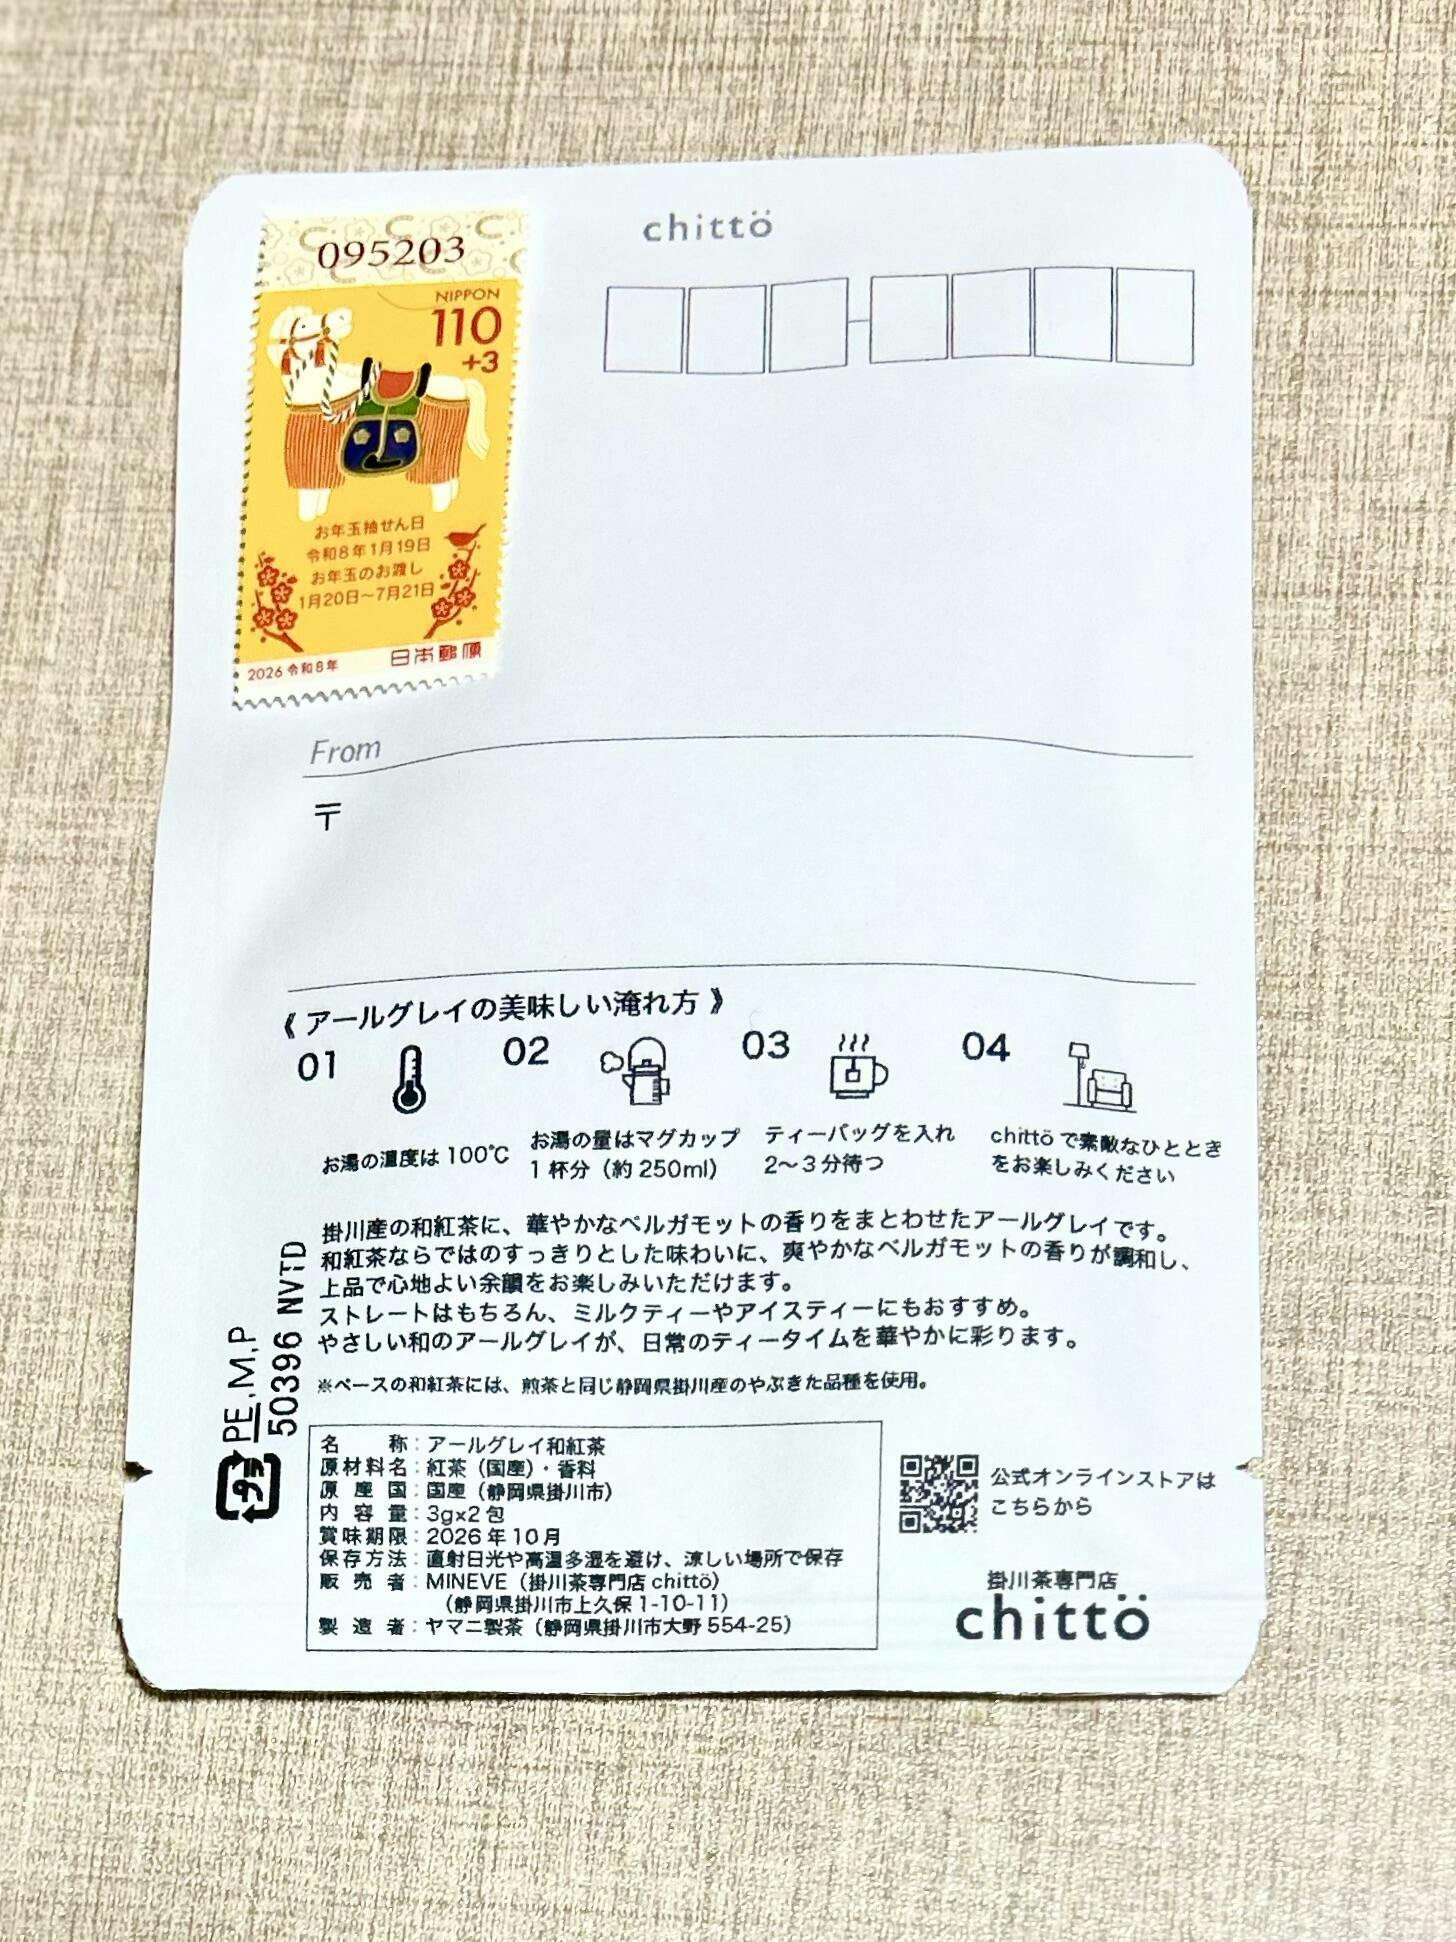 095203
NIPPON
110
+3
お年玉抽せん日
令和8年1月19日
お年玉のお渡し
1月20日〜7月21日
2026 令和8年
日本郵便
chittö
From
〒
《 アールグレイの美味しい淹れ方 》
01
お湯の温度は 100℃
02
お湯の量はマグカップ
1 杯分（約 250ml）
03
ティーバッグを入れ
2〜3 分待つ
04
chittö で素敵なひととき
をお楽しみください
掛川産の和紅茶に、華やかなベルガモットの香りをまとわせたアールグレイです。
和紅茶ならではのすっきりとした味わいに、爽やかなベルガモットの香りが調和し、
上品で心地よい余韻をお楽しみいただけます。
ストレートはもちろん、ミルクティーやアイスティーにもおすすめ。
やさしい和のアールグレイが、日常のティータイムを華やかに彩ります。
※ベースの和紅茶には、煎茶と同じ静岡県掛川産のやぶきた品種を使用。
プラ
PE,M,P
50396 NVTD
名称：アールグレイ和紅茶
原材料名：紅茶（国産）・香料
原産国：国産（静岡県掛川市）
内容量：3g×2 包
賞味期限：2026 年 10 月
保存方法：直射日光や高温多湿を避け、涼しい場所で保存
販売者：MINEVE（掛川茶専門店 chittö）
（静岡県掛川市上久保 1-10-11）
製造者：ヤマニ製茶（静岡県掛川市大野 554-25）
公式オンラインストアは
こちらから
掛川茶専門店
chittö